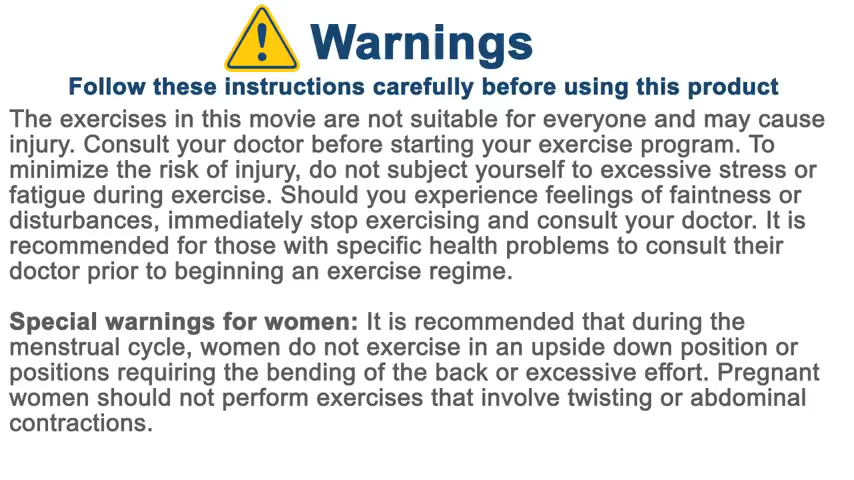 Warnings
Follow these instructions carefully before using this product
The exercises in this movie are not suitable for everyone and may cause
injury. Consult your doctor before starting your exercise program. To
minimize the risk of injury, do not subject yourself to excessive stress or
fatigue during exercise. Should you experience feelings of faintness or
disturbances, immediately stop exercising and consult your doctor. It is
recommended for those with specific health problems to consult their
doctor prior to beginning an exercise regime.
Special warnings for women: It is recommended that during the
menstrual cycle, women do not exercise in an upside down position or
positions requiring the bending of the back or excessive effort. Pregnant
women should not perform exercises that involve twisting or abdominal
contractions.